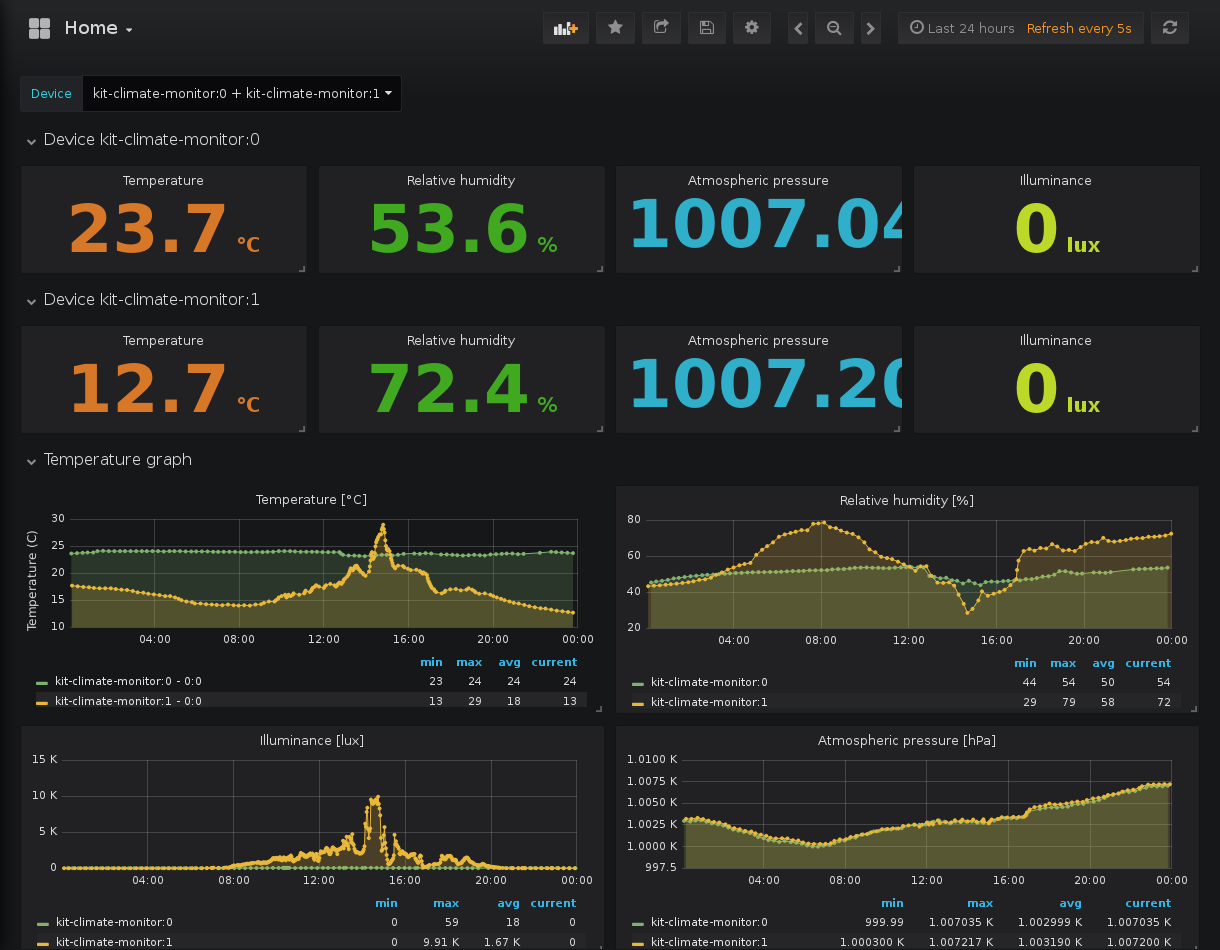 Home
Last 24 hours Refresh every 5s
Device kit-climate-monitor:0 + kit-climate-monitor:1
Device kit-climate-monitor:0
Temperature Relative humidity Atmospheric pressure Illuminance
23.7 °C 53.6 % 1007.04 0 lux
Device kit-climate-monitor:1
Temperature Relative humidity Atmospheric pressure Illuminance
12.7 °C 72.4 % 1007.20 0 lux
Temperature graph
Temperature [°C]
Temperature (C)
30
25
20
15
10
04:00 08:00 12:00 16:00 20:00 00:00
min max avg current
kit-climate-monitor:0 - 0:0 23 24 24 24
kit-climate-monitor:1 - 0:0 13 29 18 13
Relative humidity [%]
80
60
40
20
04:00 08:00 12:00 16:00 20:00 00:00
min max avg current
kit-climate-monitor:0 44 54 50 54
kit-climate-monitor:1 29 79 58 72
Illuminance [lux]
15 K
10 K
5 K
0
04:00 08:00 12:00 16:00 20:00 00:00
min max avg current
kit-climate-monitor:0 0 59 18 0
kit-climate-monitor:1 0 9.91 K 1.67 K 0
Atmospheric pressure [hPa]
1.0100 K
1.0075 K
1.0050 K
1.0025 K
1.0000 K
997.5
04:00 08:00 12:00 16:00 20:00 00:00
min max avg current
kit-climate-monitor:0 999.99 1.007035 K 1.002999 K 1.007035 K
kit-climate-monitor:1 1.000300 K 1.007217 K 1.003190 K 1.007200 K